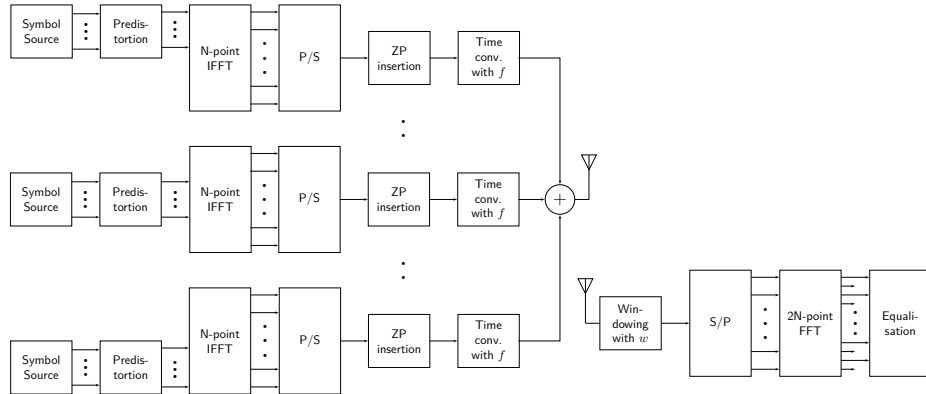 Symbol
Source
Predis-
tortion
N-point
IFFT
P/S
ZP
insertion
Time
conv.
with f
Symbol
Source
Predis-
tortion
N-point
IFFT
P/S
ZP
insertion
Time
conv.
with f
+
Symbol
Source
Predis-
tortion
N-point
IFFT
P/S
ZP
insertion
Time
conv.
with f
Win-
dowing
with w
S/P
2N-point
FFT
Equali-
sation